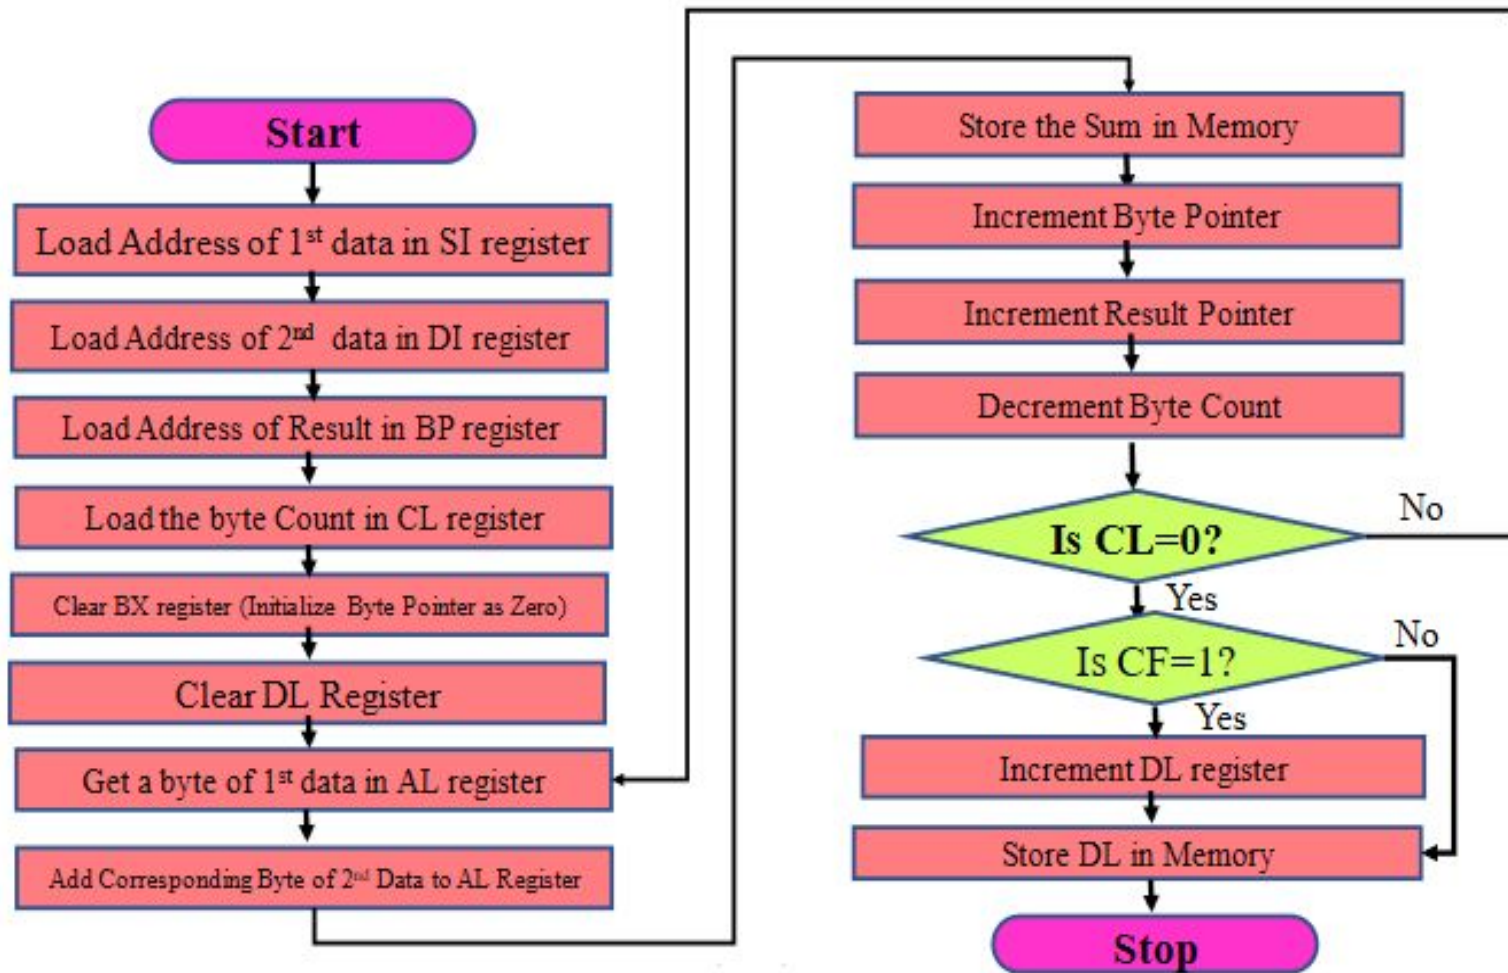 Start
Load Address of 1st data in SI register
Load Address of 2nd data in DI register
Load Address of Result in BP register
Load the byte Count in CL register
Clear BX register (Initialize Byte Pointer as Zero)
Clear DL Register
Get a byte of 1st data in AL register
Add Corresponding Byte of 2nd Data to AL Register
Store the Sum in Memory
Increment Byte Pointer
Increment Result Pointer
Decrement Byte Count
Is CL=0?
No
Yes
Is CF=1?
No
Yes
Increment DL register
Store DL in Memory
Stop